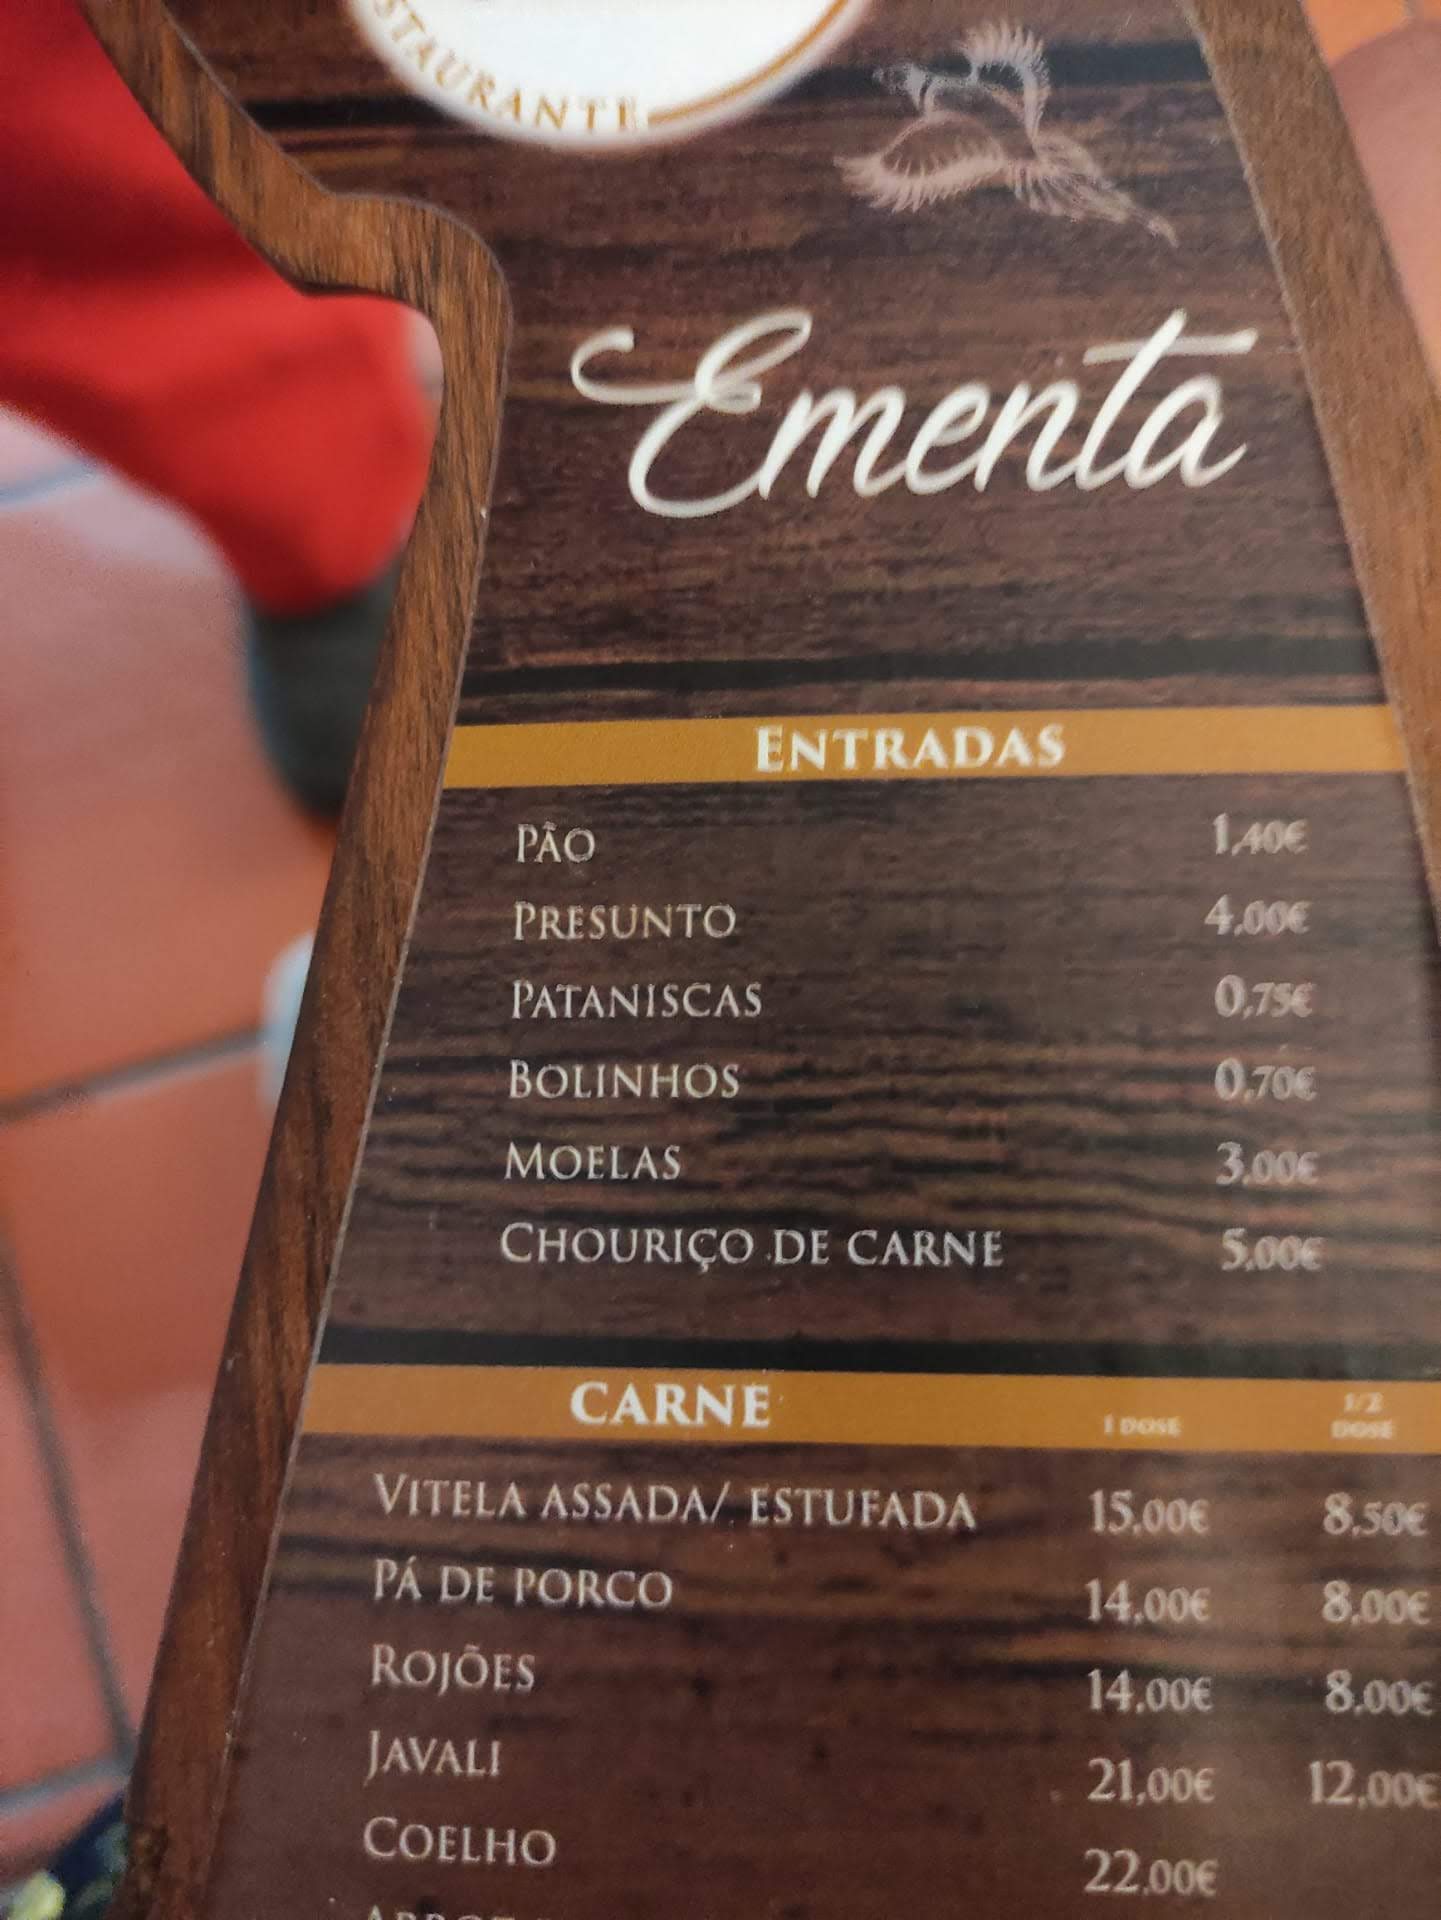 Ementa
ENTRADAS
PÃO 1,40€
PRESUNTO 4,00€
PATANISCAS 0,75€
BOLINHOS 0,70€
MOELAS 3,00€
CHOURIÇO DE CARNE 5,00€
CARNE 1 DOSE 1/2 DOSE
VITELA ASSADA/ ESTUFADA 15,00€ 8,50€
PÁ DE PORCO 14,00€ 8,00€
ROJÕES 14,00€ 8,00€
JAVALI 21,00€ 12,00€
COELHO 22,00€